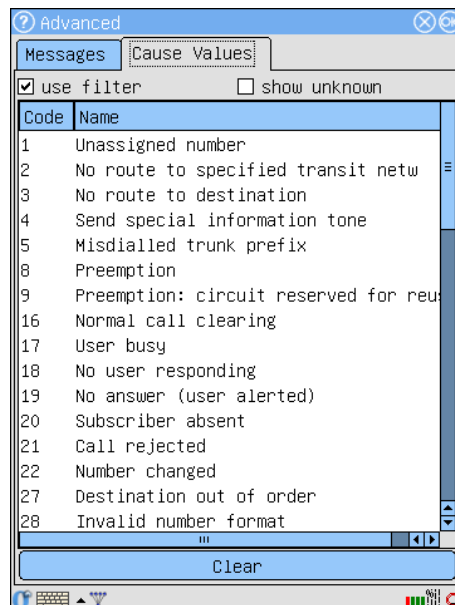 Advanced
Messages Cause Values
use filter show unknown
Code Name
1 Unassigned number
2 No route to specified transit netw
3 No route to destination
4 Send special information tone
5 Misdialled trunk prefix
8 Preemption
9 Preemption: circuit reserved for reu
16 Normal call clearing
17 User busy
18 No user responding
19 No answer (user alerted)
20 Subscriber absent
21 Call rejected
22 Number changed
27 Destination out of order
28 Invalid number format
Clear